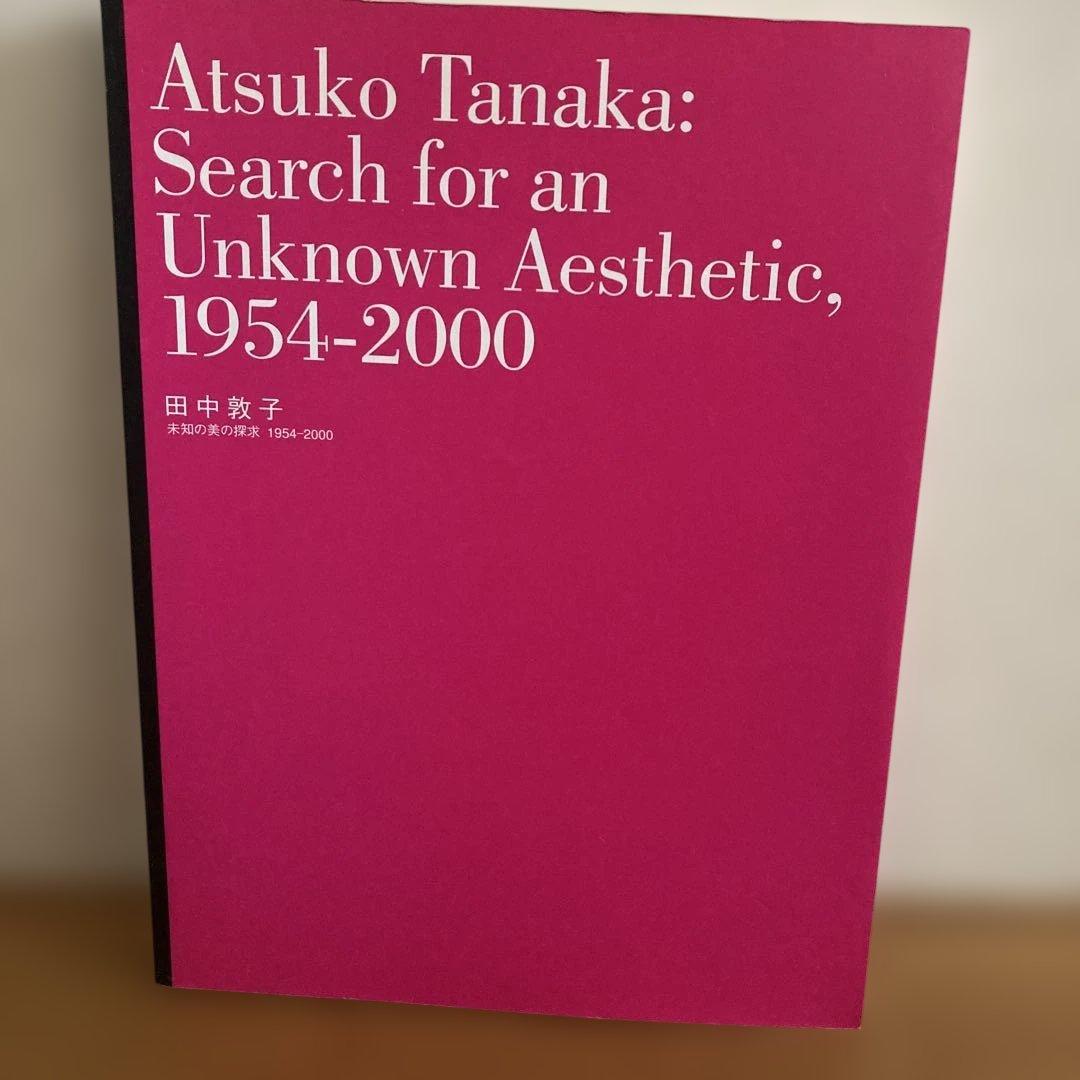 Atsuko Tanaka:
Search for an
Unknown Aesthetic,
1954-2000
田中敦子
未知の美の探求 1954-2000